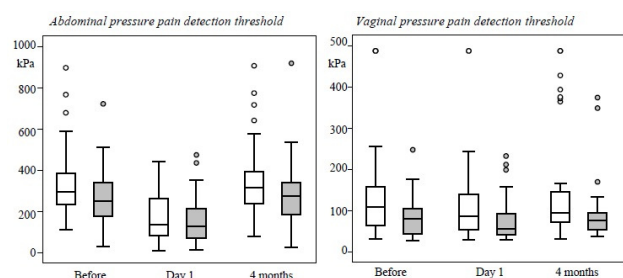 Abdominal pressure pain detection threshold
1000
kPa
800
600
400
200
0
Before Day 1 4 months
Vaginal pressure pain detection threshold
500
kPa
400
300
200
100
0
Before Day 1 4 months